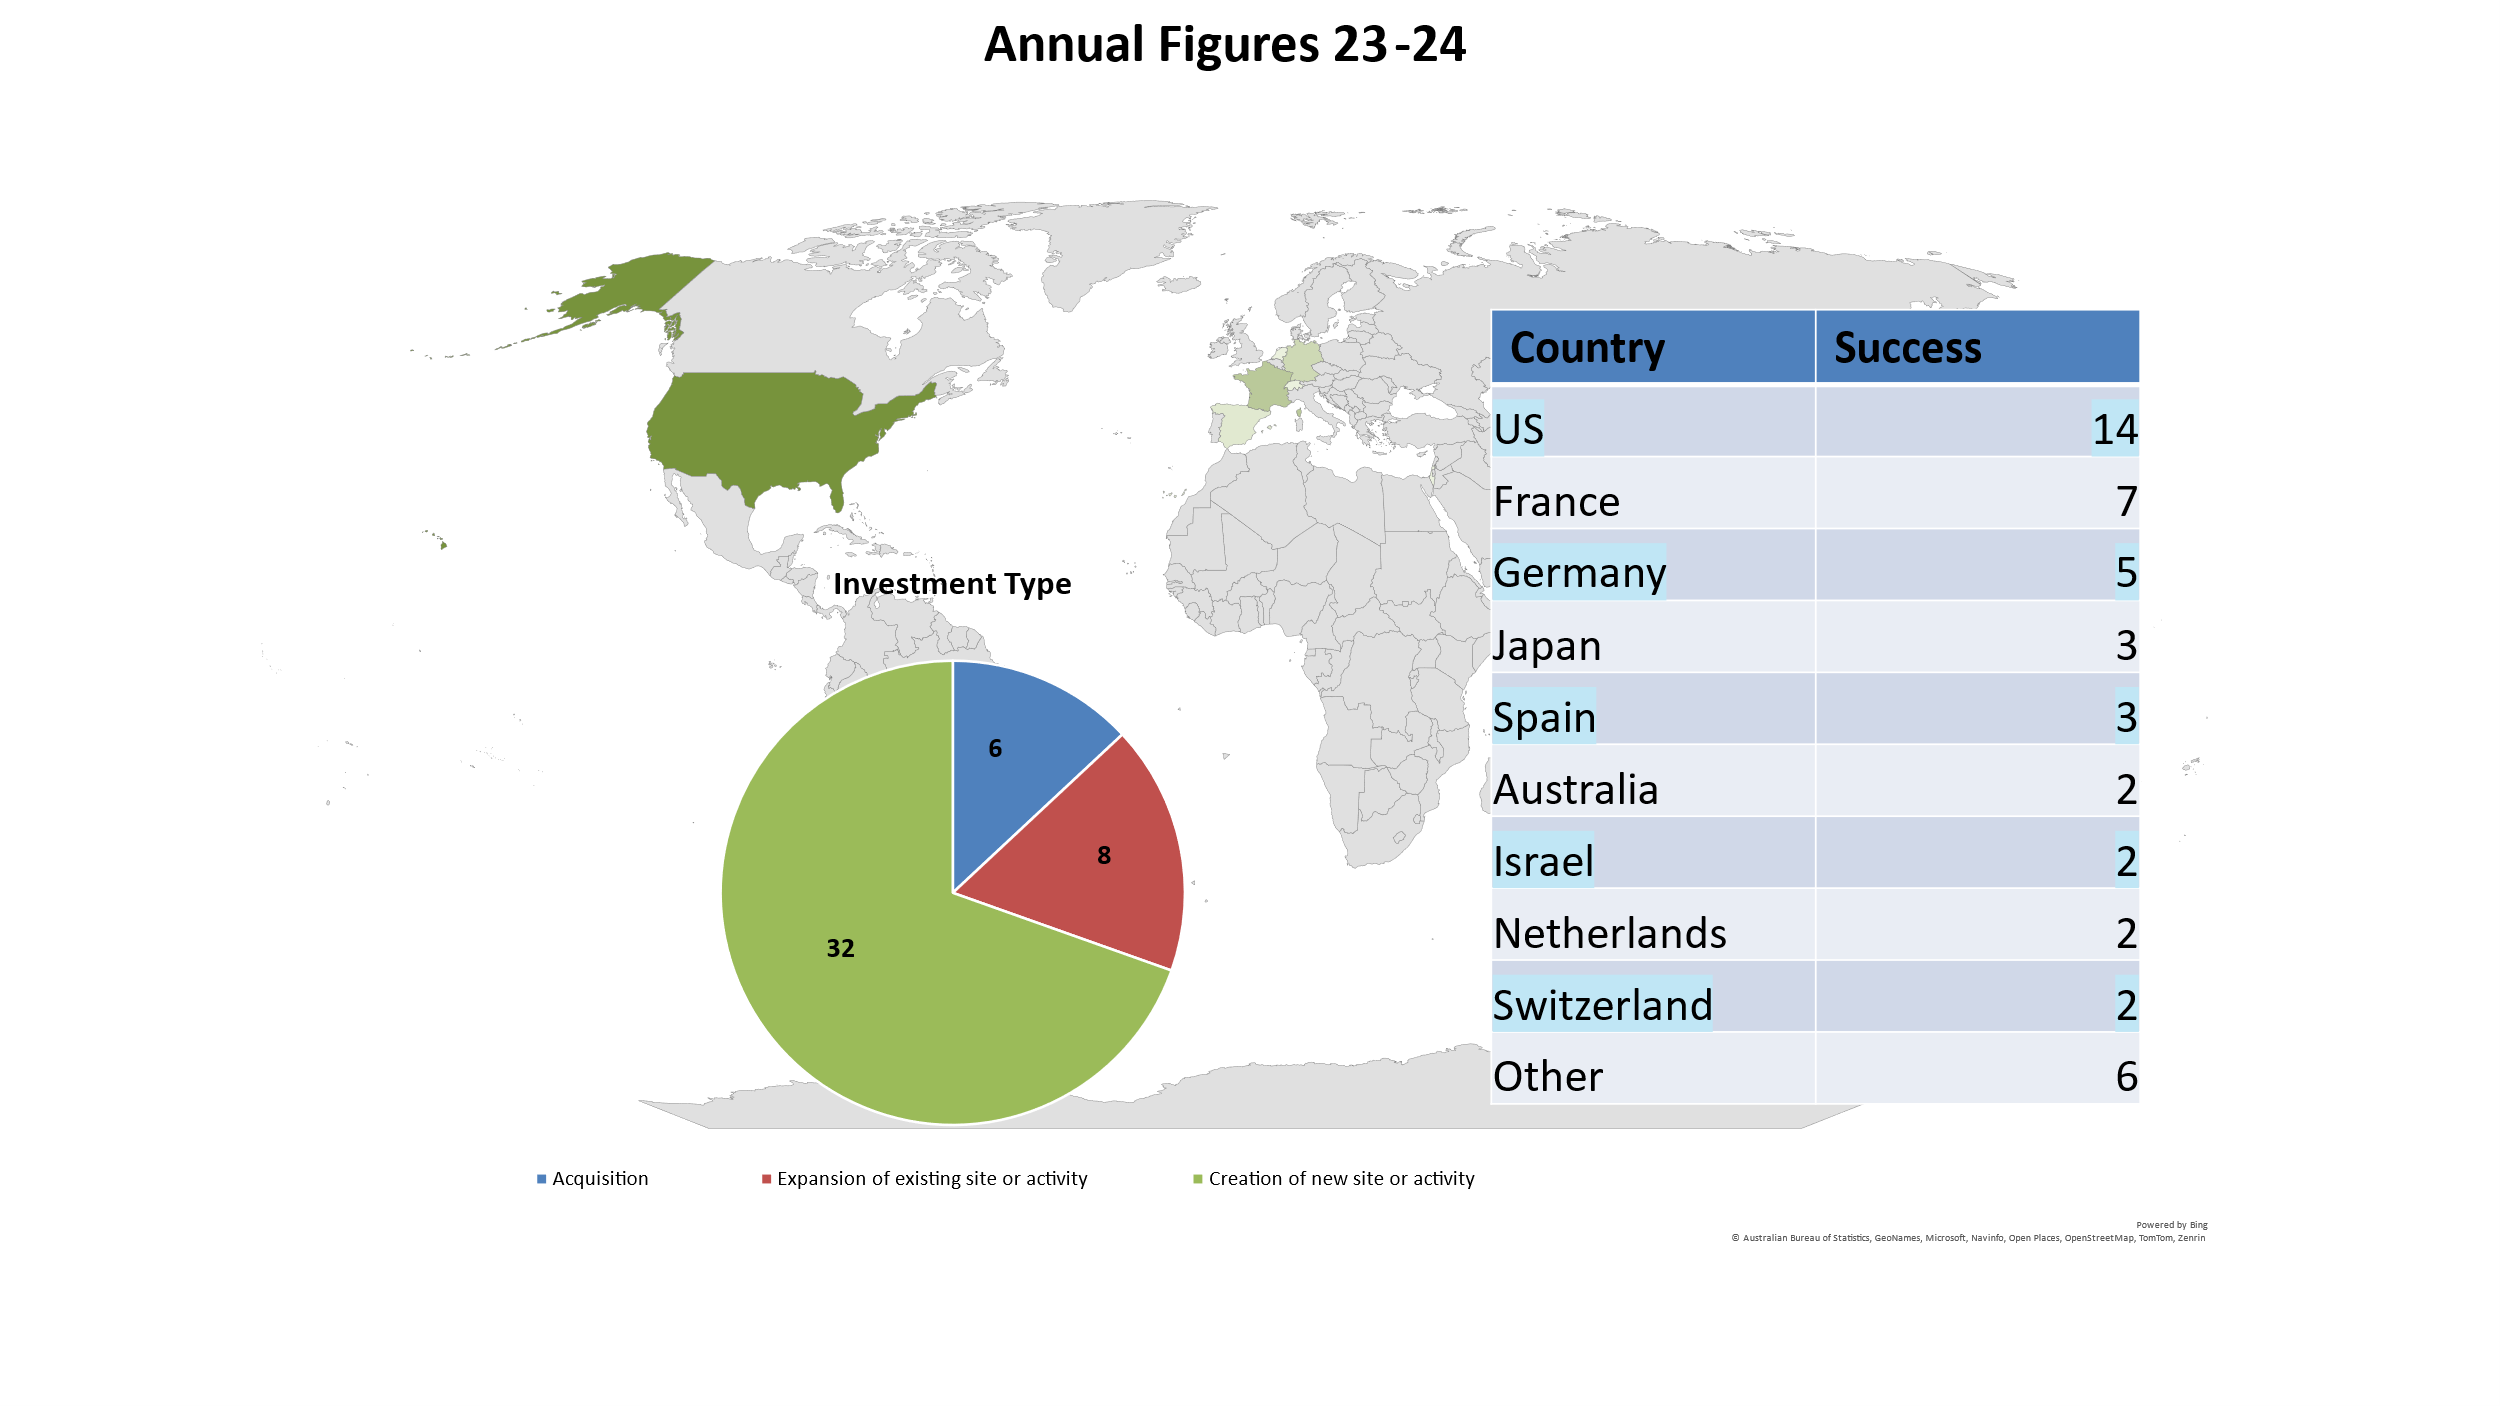 Annual Figures 23-24
Country Success
US 14
France 7
Germany 5
Japan 3
Spain 3
Australia 2
Israel 2
Netherlands 2
Switzerland 2
Other 6
Investment Type
6
8
32
Acquisition Expansion of existing site or activity Creation of new site or activity
Powered by Bing
© Australian Bureau of Statistics, GeoNames, Microsoft, Navinfo, Open Places, OpenStreetMap, TomTom, Zenrin